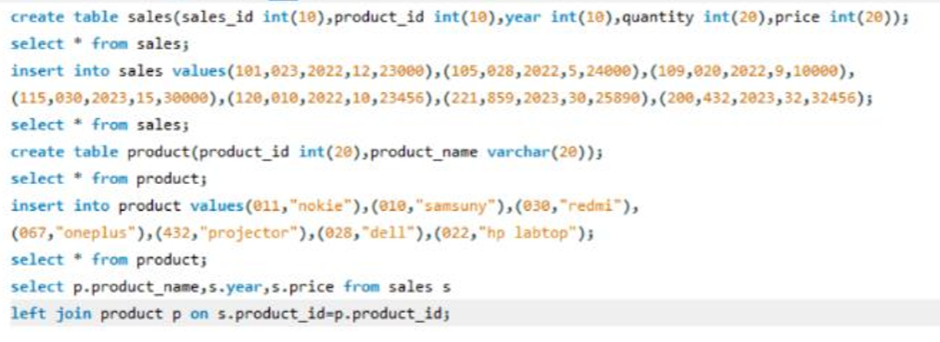 create table sales(sales_id int(10),product_id int(10),year int(10),quantity int(20),price int(20));
select * from sales;
insert into sales values(101,023,2022,12,23000),(105,028,2022,5,24000),(109,020,2022,9,10000),
(115,030,2023,15,30000),(120,010,2022,10,23456),(221,859,2023,30,25890),(200,432,2023,32,32456);
select * from sales;
create table product(product_id int(20),product_name varchar(20));
select * from product;
insert into product values(011,"nokie"),(010,"samsuny"),(030,"redmi"),
(067,"oneplus"),(432,"projector"),(028,"dell"),(022,"hp labtop");
select * from product;
select p.product_name,s.year,s.price from sales s
left join product p on s.product_id=p.product_id;